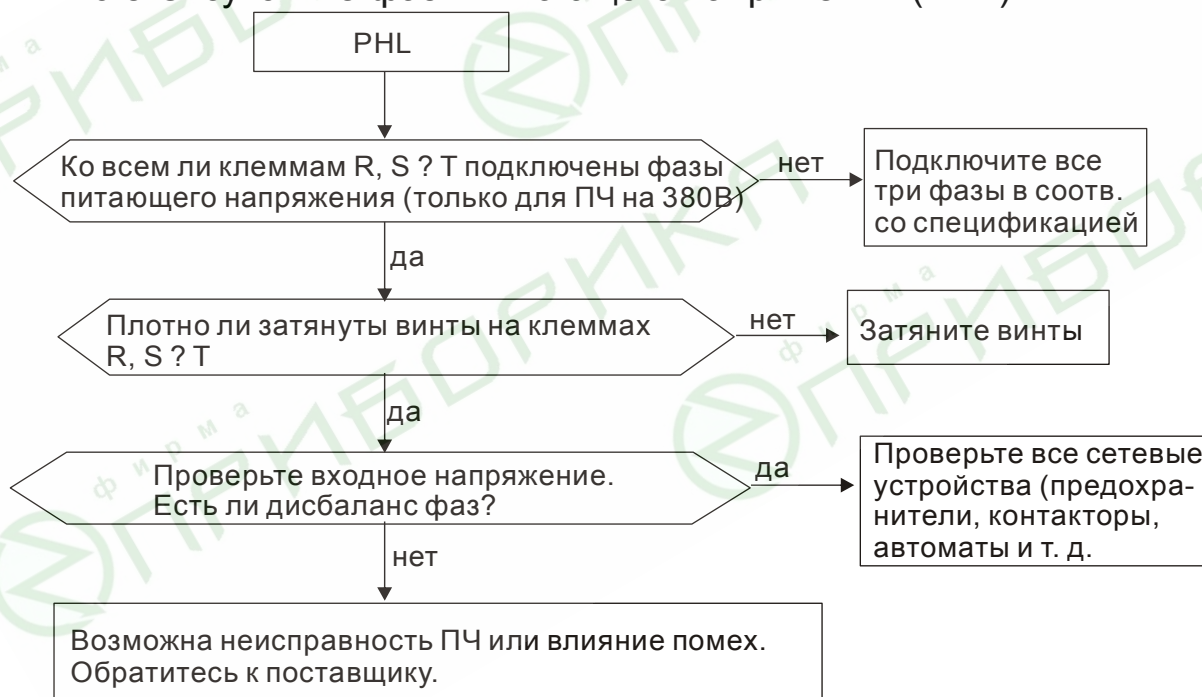 PHL
Ко всем ли клеммам R, S ? T подключены фазы
питающего напряжения (только для ПЧ на 380В)
нет
Подключите все
три фазы в соотв.
со спецификацией
да
Плотно ли затянуты винты на клеммах
R, S ? T
нет
Затяните винты
да
Проверьте входное напряжение.
Есть ли дисбаланс фаз?
да
Проверьте все сетевые
устройства (предохра-
нители, контакторы,
автоматы и т. д.
нет
Возможна неисправность ПЧ или влияние помех.
Обратитесь к поставщику.
фирма
ПРИБОРИКА